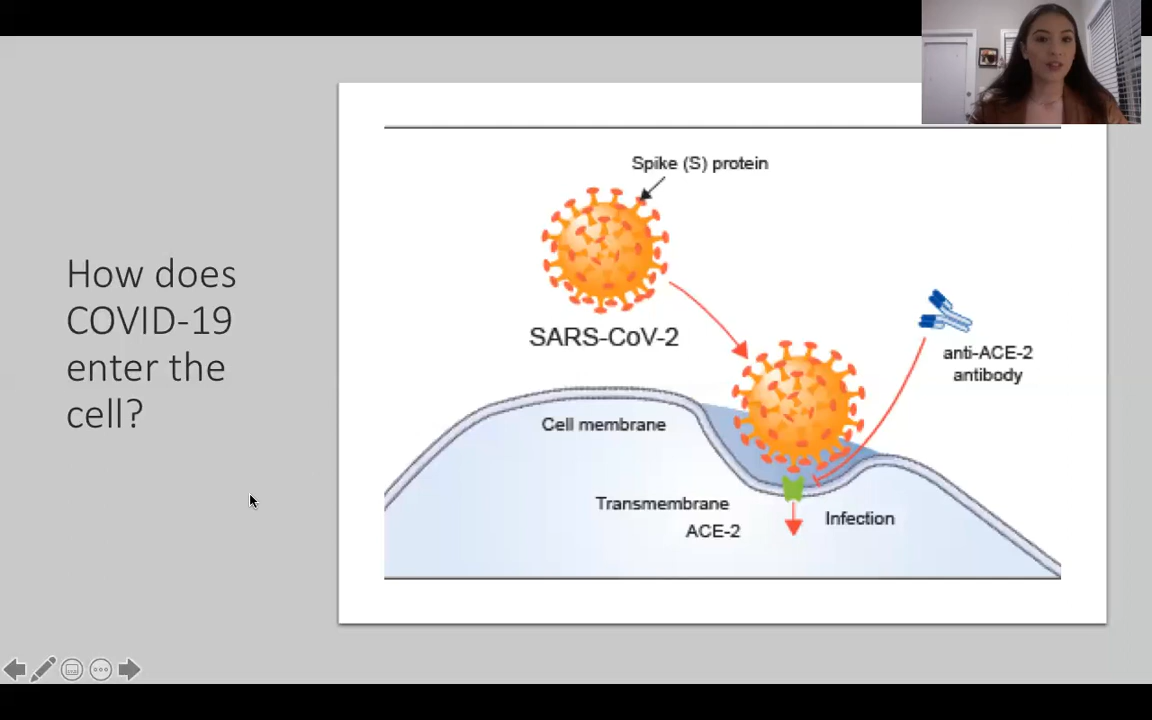 How does
COVID-19
enter the
cell?
Spike (S) protein
SARS-CoV-2
anti-ACE-2
antibody
Cell membrane
Transmembrane
ACE-2
Infection